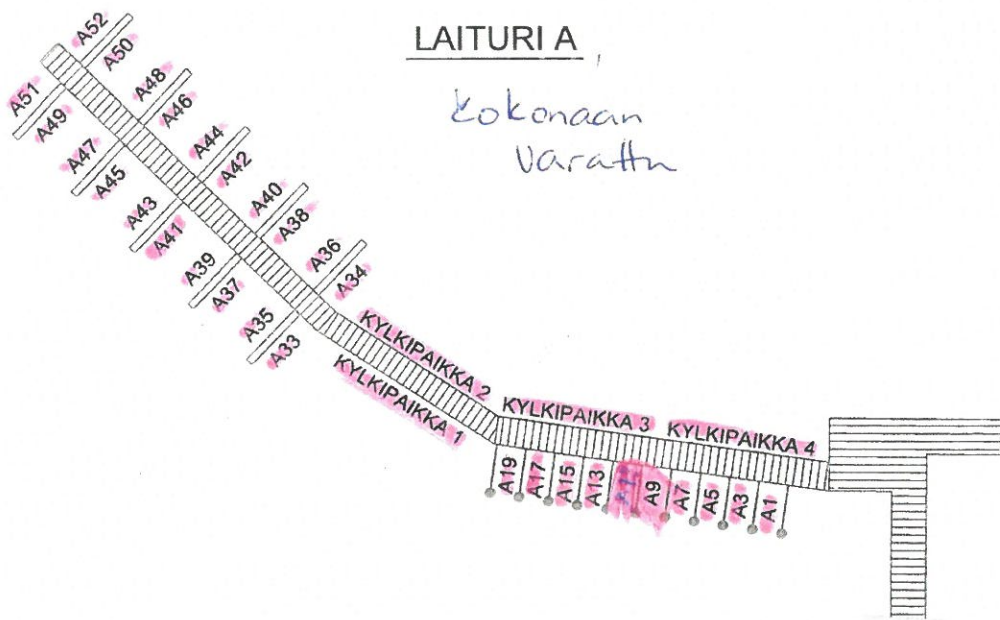 LAITURI A
Kokonaan
Varattu
A52
A50
A48
A46
A44
A42
A40
A38
A36
A34
A51
A49
A47
A45
A43
A41
A39
A37
A35
A33
KYLKIPAIKKA 2
KYLKIPAIKKA 1
KYLKIPAIKKA 3
KYLKIPAIKKA 4
A19
A17
A15
A13
A9
A7
A5
A3
A1